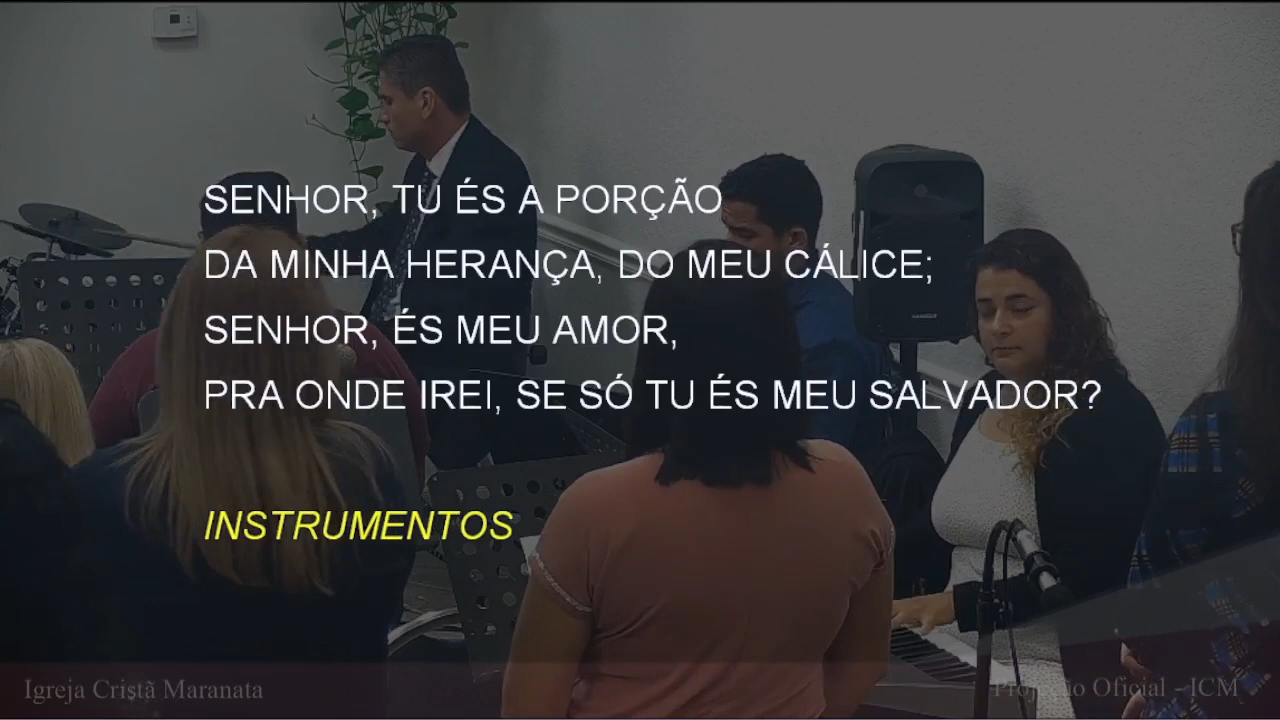 SENHOR, TU ÉS A PORÇÃO
DA MINHA HERANÇA, DO MEU CÁLICE;
SENHOR, ÉS MEU AMOR,
PRA ONDE IREI, SE SÓ TU ÉS MEU SALVADOR?
INSTRUMENTOS
Igreja Cristã Maranata
Projeção Oficial - ICM